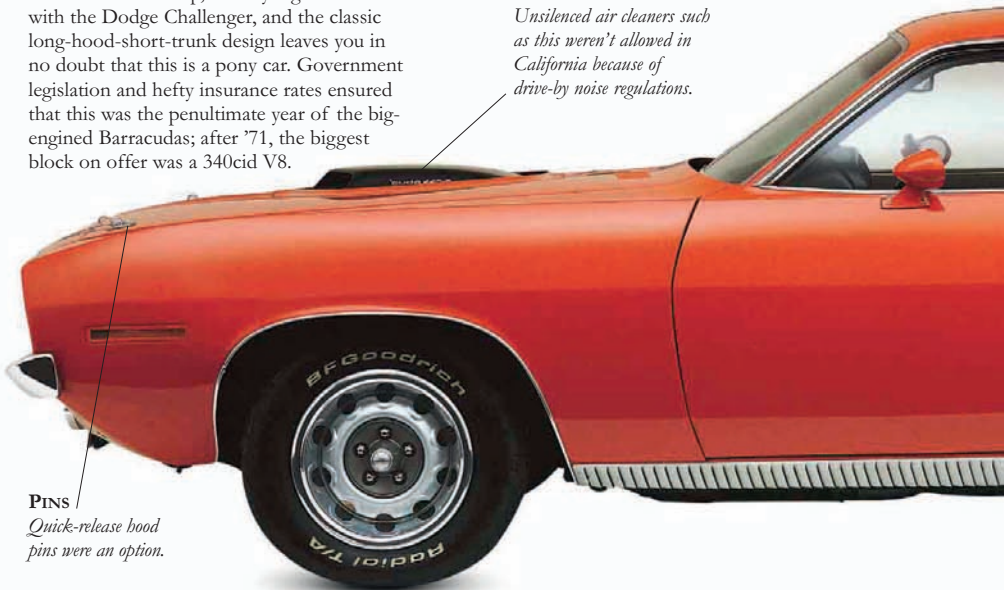 with the Dodge Challenger, and the classic
long-hood-short-trunk design leaves you in
no doubt that this is a pony car. Government
legislation and hefty insurance rates ensured
that this was the penultimate year of the big-
engined Barracudas; after ’71, the biggest
block on offer was a 340cid V8.
Unsilenced air cleaners such
as this weren’t allowed in
California because of
drive-by noise regulations.
BFGoodrich
Radial T/A
PINS
Quick-release hood
pins were an option.